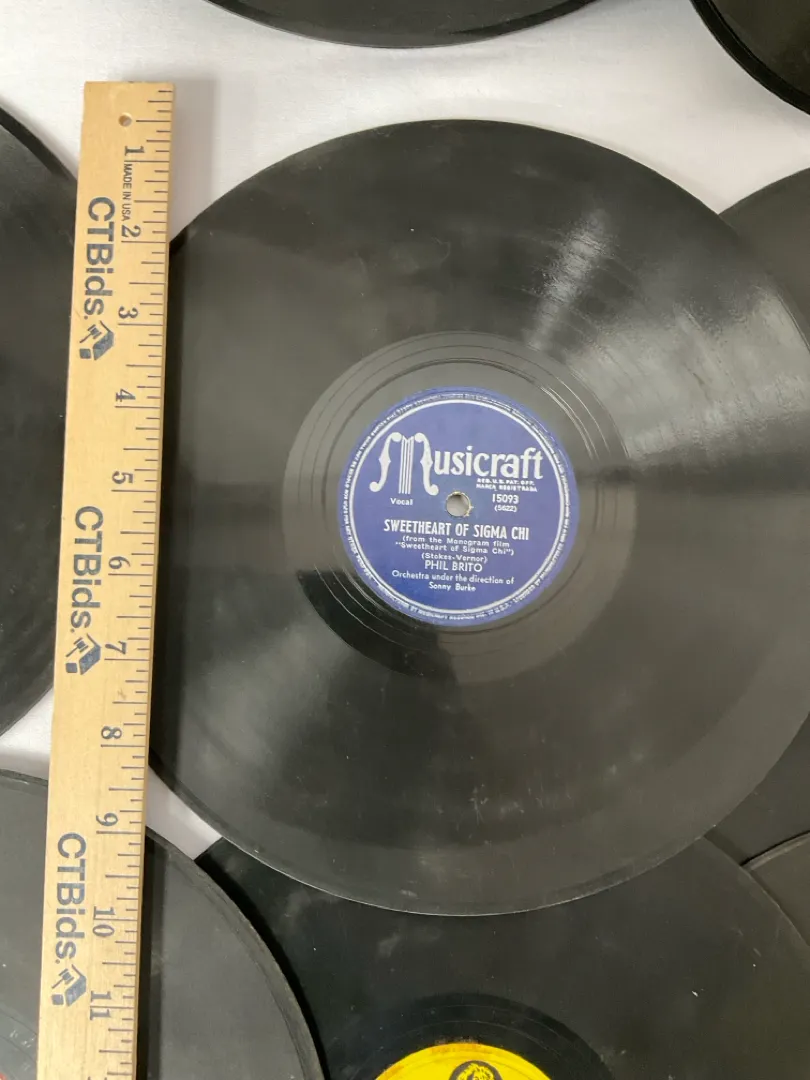 1
MADE IN USA
2
CTBids.
3
4
5
CTBids.
6
7
8
9
CTBids.
10
11
Musicraft
REG. U.S. PAT. OFF.
MARCA REGISTRADA
Vocal
15093
(5622)
SWEETHEART OF SIGMA CHI
(from the Monogram film
"Sweetheart of Sigma Chi")
(Stokes-Vernor)
PHIL BRITO
Orchestra under the direction of
Sonny Burke